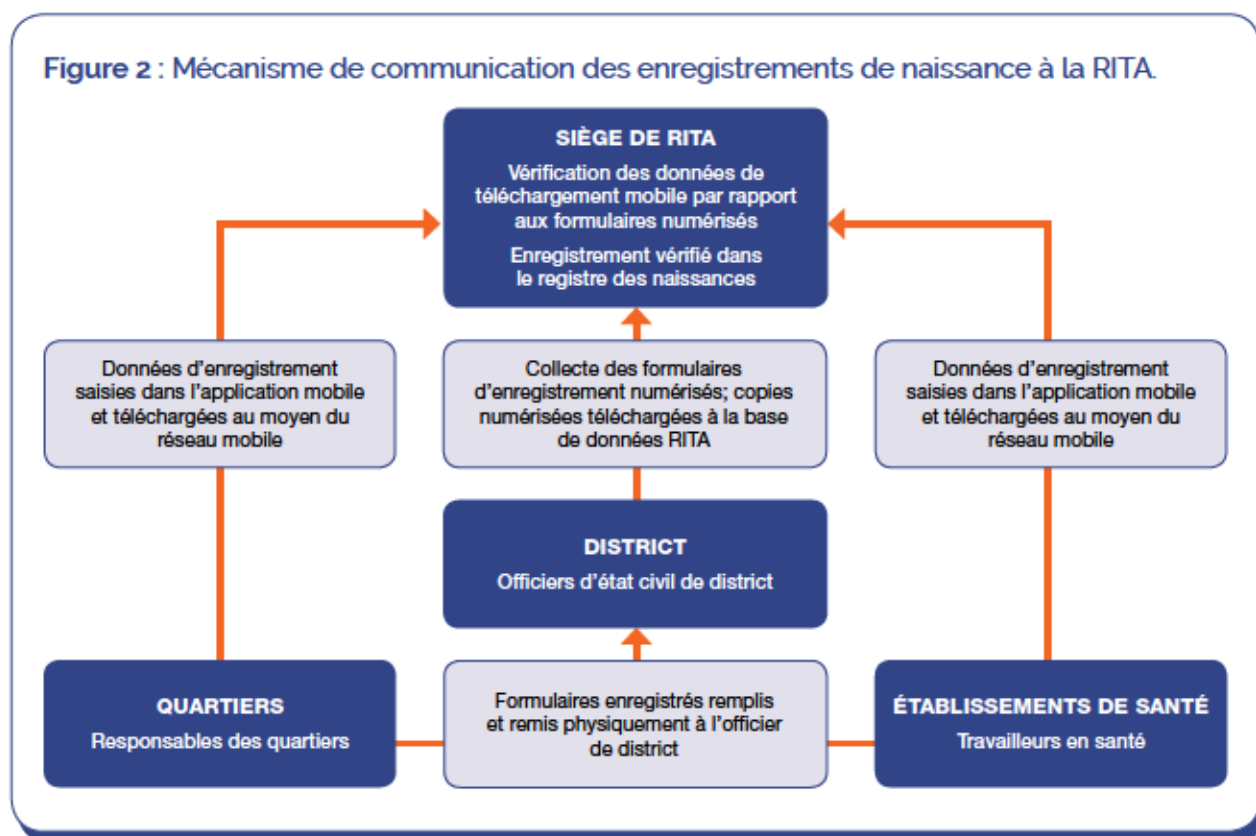 Figure 2 : Mécanisme de communication des enregistrements de naissance à la RITA.
SIÈGE DE RITA
Vérification des données de
téléchargement mobile par rapport
aux formulaires numérisés
Enregistrement vérifié dans
le registre des naissances
Données d'enregistrement
saisies dans l'application mobile
et téléchargées au moyen du
réseau mobile
Collecte des formulaires
d'enregistrement numérisés; copies
numérisées téléchargées à la base
de données RITA
Données d'enregistrement
saisies dans l'application mobile
et téléchargées au moyen du
réseau mobile
DISTRICT
Officiers d'état civil de district
QUARTIERS
Responsables des quartiers
Formulaires enregistrés remplis
et remis physiquement à l'officier
de district
ÉTABLISSEMENTS DE SANTÉ
Travailleurs en santé